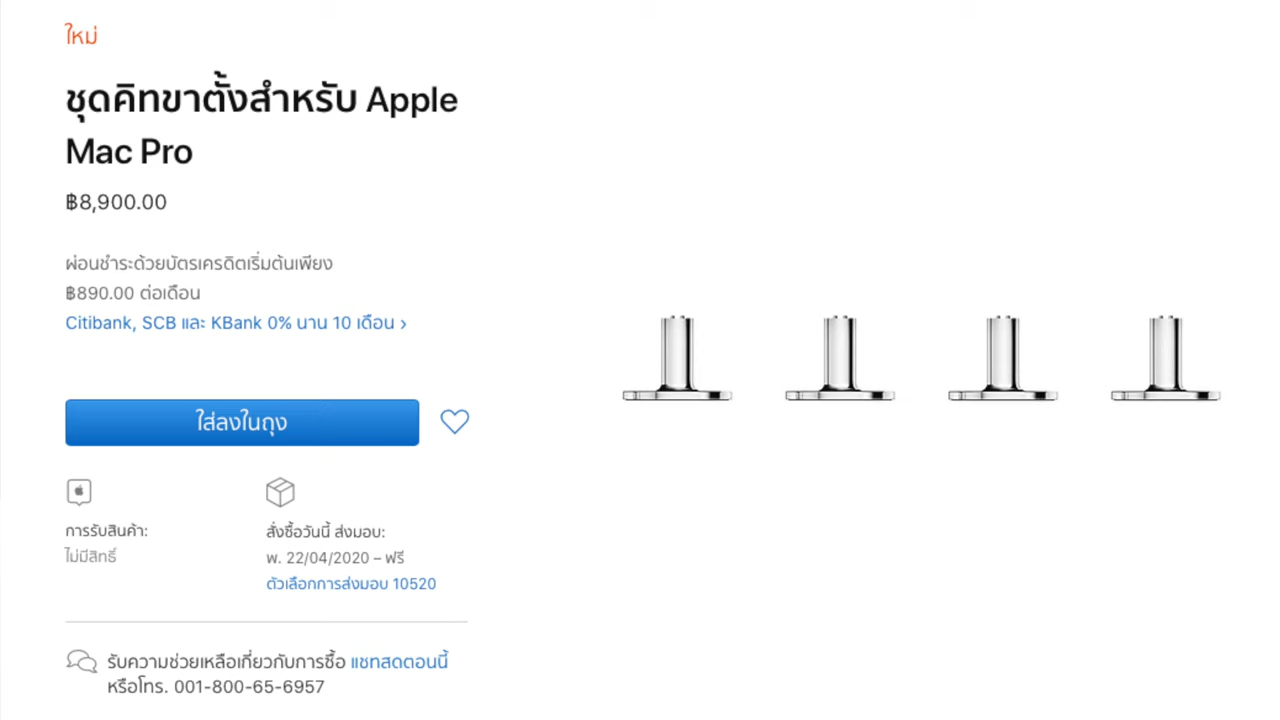 ใหม่
ชุดคิทขาตั้งสำหรับ Apple
Mac Pro
฿8,900.00
ผ่อนชำระด้วยบัตรเครดิตเริ่มต้นเพียง
฿890.00 ต่อเดือน
Citibank, SCB และ KBank 0% นาน 10 เดือน ›
ใส่ลงในถุง
การรับสินค้า:
ไม่มีสิทธิ์
สั่งซื้อวันนี้ ส่งมอบ:
พ. 22/04/2020 – ฟรี
ตัวเลือกการส่งมอบ 10520
รับความช่วยเหลือเกี่ยวกับการซื้อ แชทสดตอนนี้
หรือโทร. 001-800-65-6957